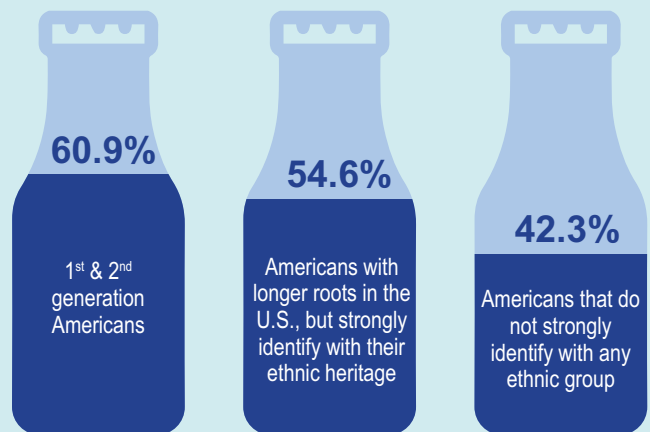 60.9%
1st & 2nd
generation
Americans
54.6%
Americans with
longer roots in the
U.S., but strongly
identify with their
ethnic heritage
42.3%
Americans that do
not strongly
identify with any
ethnic group